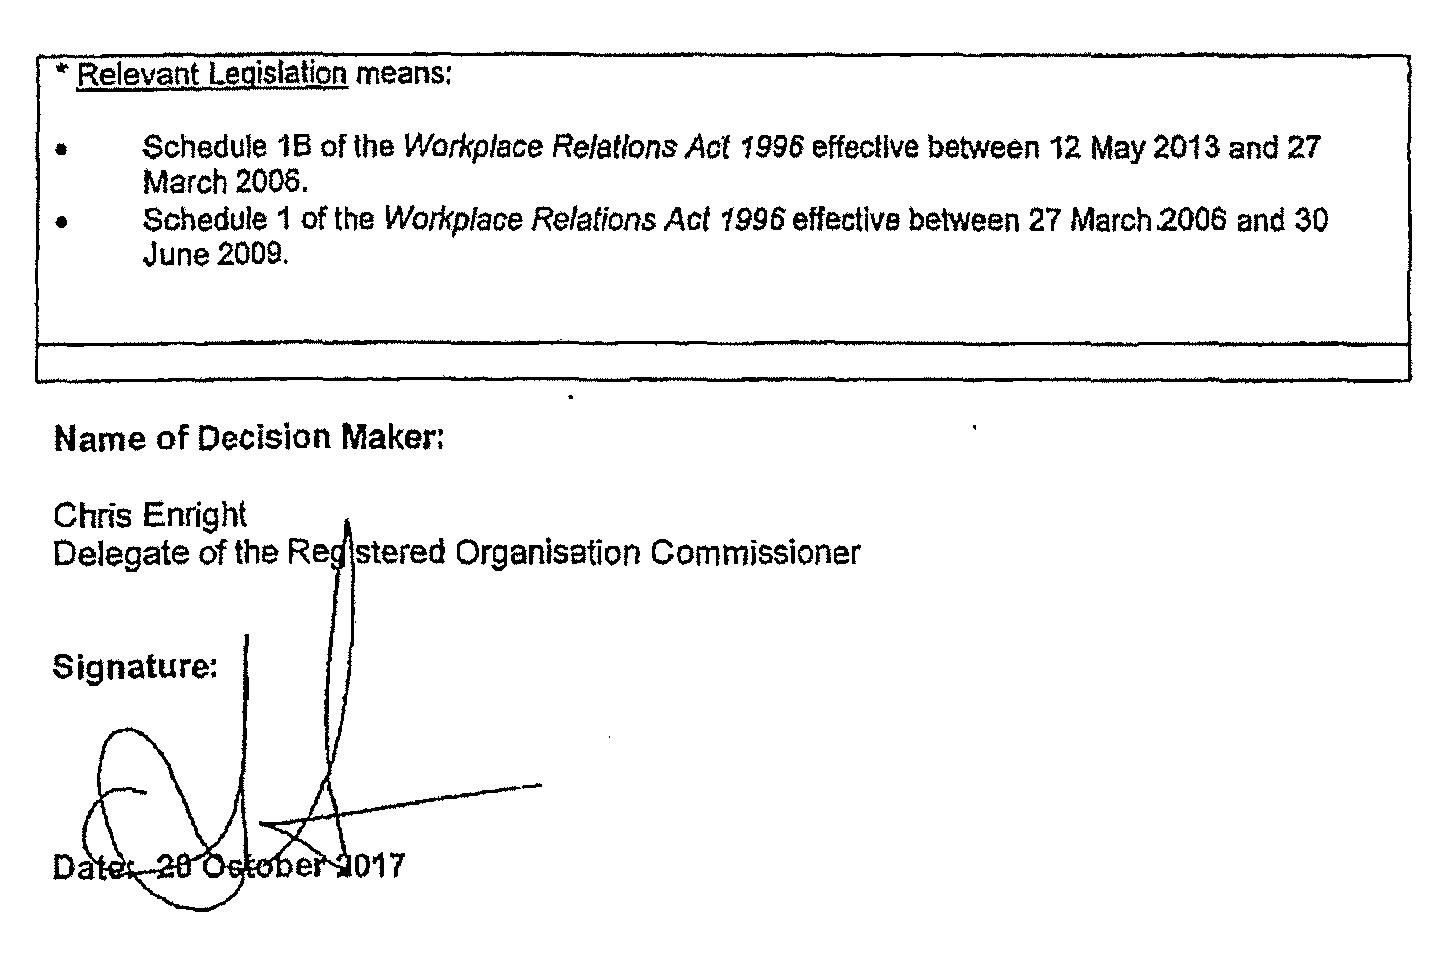 * Relevant Legislation means:
• Schedule 1B of the Workplace Relations Act 1996 effective between 12 May 2013 and 27
March 2006.
• Schedule 1 of the Workplace Relations Act 1996 effective between 27 March 2006 and 30
June 2009.
Name of Decision Maker:
Chris Enright
Delegate of the Registered Organisation Commissioner
Signature:
Date: 20 October 2017